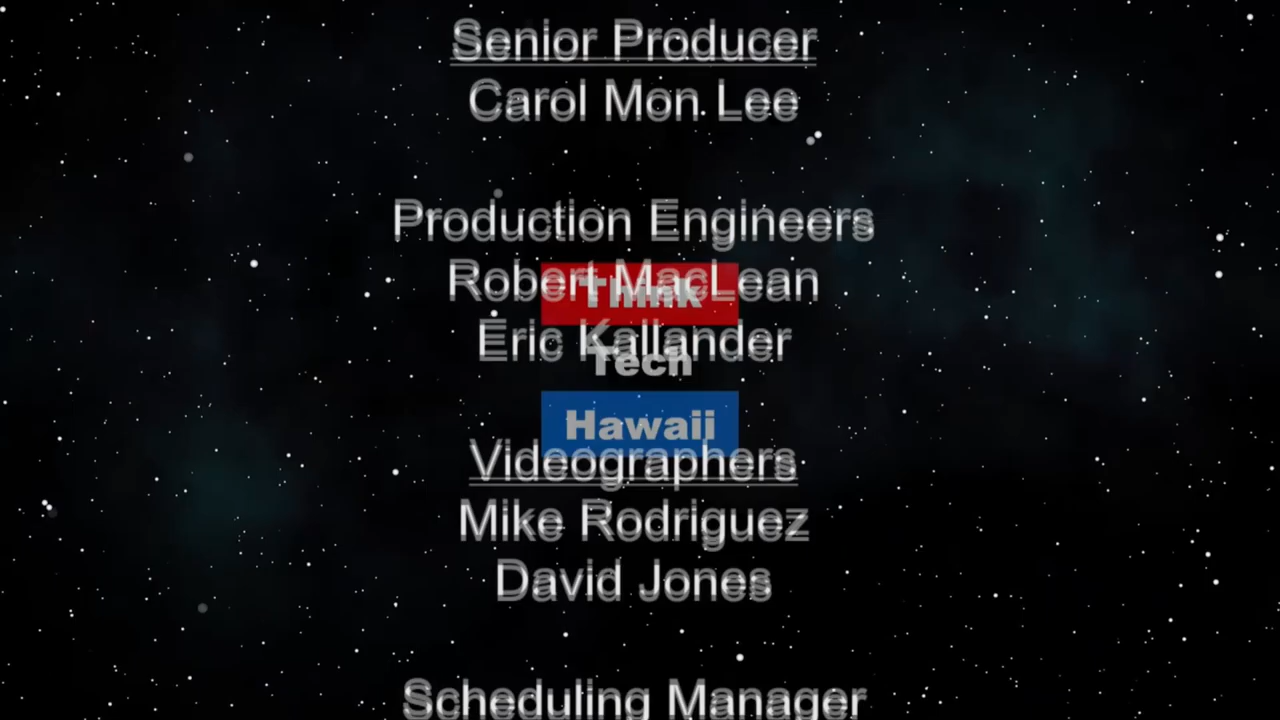 Senior Producer
Carol Mon Lee
Production Engineers
Robert MacLean
Think
Eric Kallander
Tech
Hawaii
Videographers
Mike Rodriguez
David Jones
Scheduling Manager